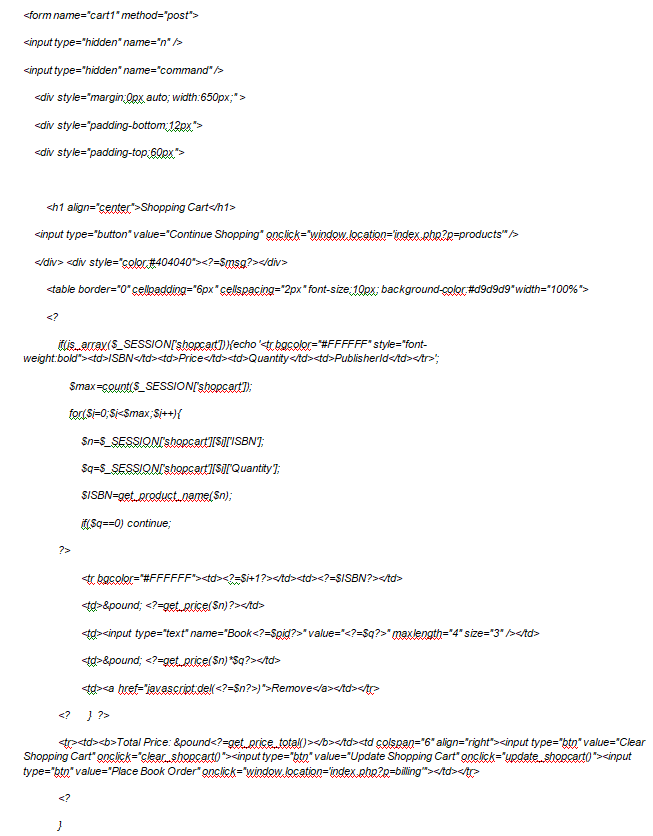 <form name="cart1" method="post">
<input type="hidden" name="n" />
<input type="hidden" name="command" />
<div style="margin:0px auto; width:650px;" >
<div style="padding-bottom:12px">
<div style="padding-top:60px">
<h1 align="center">Shopping Cart</h1>
<input type="button" value="Continue Shopping" onclick="window.location='index.php?p=products'" />
</div> <div style="color:#404040"><?=$msg?></div>
<table border="0" cellpadding="6px" cellspacing="2px" font-size:10px; background-color:#d9d9d9" width="100%">
<?
if(is_array($_SESSION['shopcart'])){echo '<tr bgcolor="#FFFFFF" style="font-
weight:bold"><td>ISBN</td><td>Price</td><td>Quantity</td><td>PublisherId</td></tr>';
$max=count($_SESSION['shopcart']);
for($i=0;$i<$max;$i++){
$n=$_SESSION['shopcart'][$i]['ISBN'];
$q=$_SESSION['shopcart'][$i]['Quantity'];
$ISBN=get_product_name($n);
if($q==0) continue;
?>
<tr bgcolor="#FFFFFF"><td><?=$i+1?></td><td><?=$ISBN?></td>
<td>&pound; <?=get_price($n)?></td>
<td><input type="text" name="Book<?=$pid?>" value="<?=$q?>" maxlength="4" size="3" /></td>
<td>&pound; <?=get_price($n)*$q?></td>
<td><a href="javascript:del(<?=$n?>)">Remove</a></td></tr>
<? } ?>
<tr><td><b>Total Price: &pound<?=get_price_total()></b></td><td colspan="6" align="right"><input type="btn" value="Clear
Shopping Cart" onclick="clear_shopcart()"><input type="btn" value="Update Shopping Cart" onclick="update_shopcart()"><input
type="btn" value="Place Book Order" onclick="window.location='index.php?p=billing'"></td></tr>
<?
}